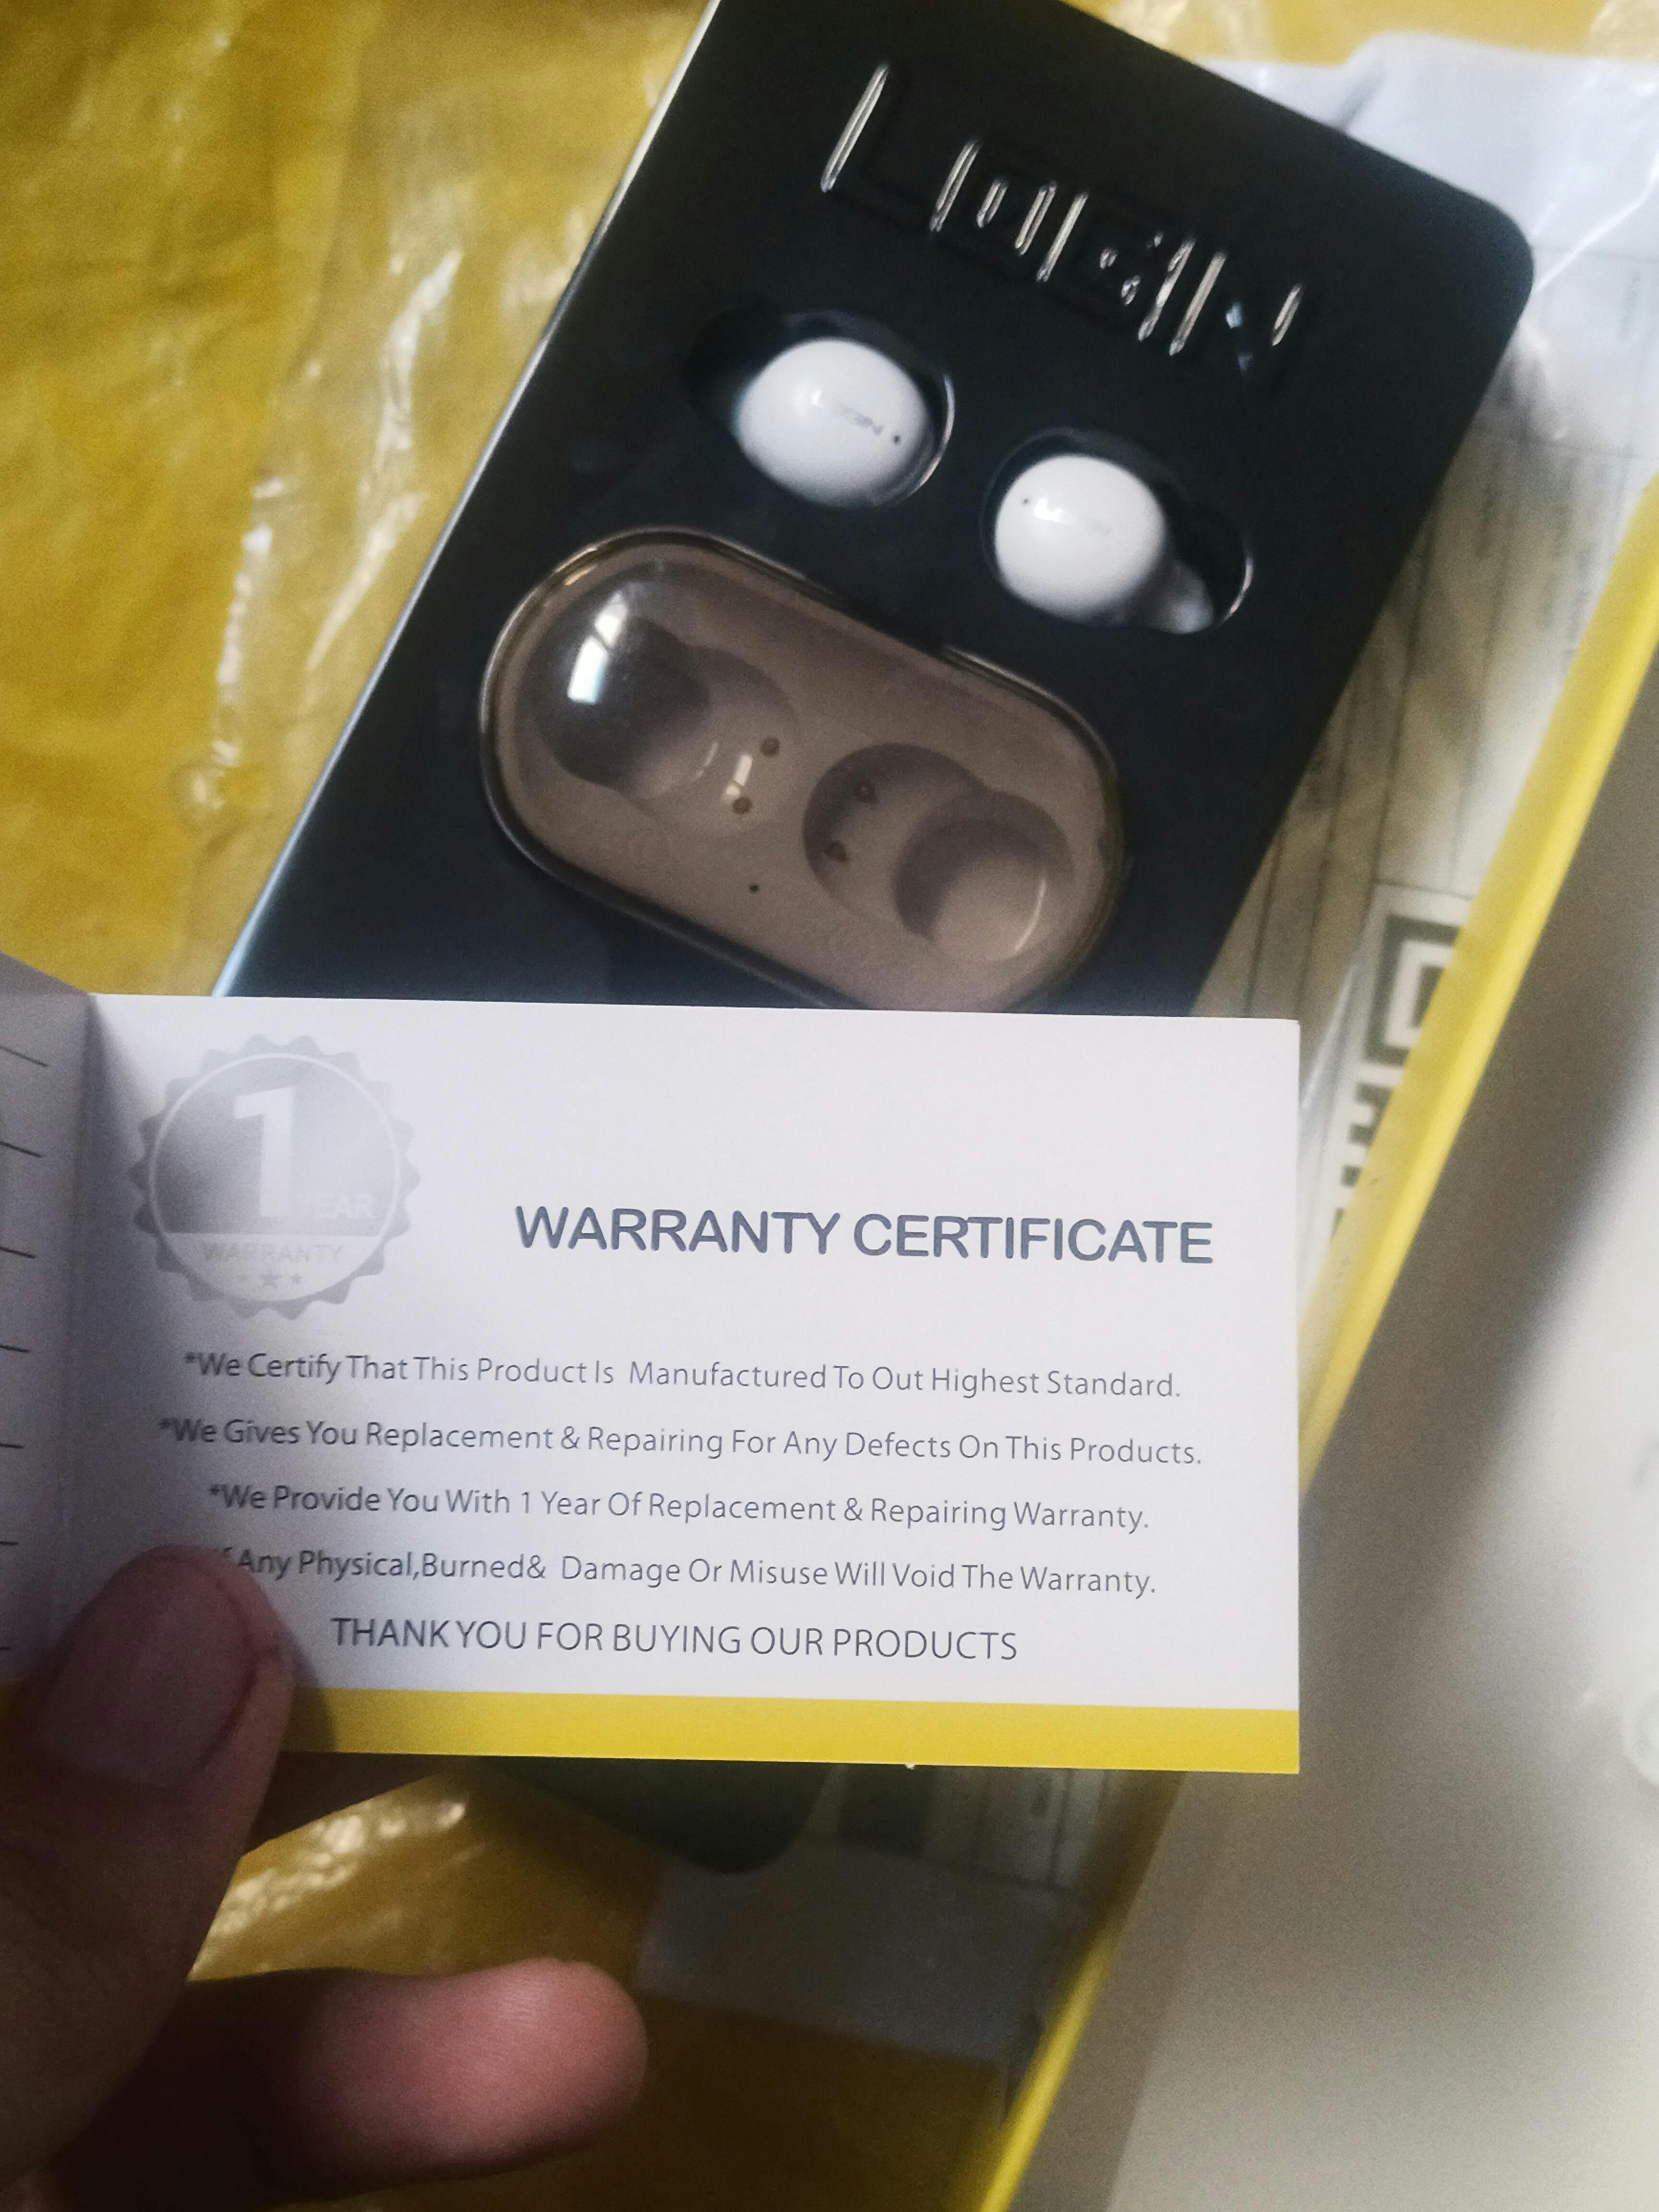 1
YEAR
WARRANTY
WARRANTY CERTIFICATE
*We Certify That This Product Is Manufactured To Out Highest Standard.
*We Gives You Replacement & Repairing For Any Defects On This Products.
*We Provide You With 1 Year Of Replacement & Repairing Warranty.
Any Physical,Burned& Damage Or Misuse Will Void The Warranty.
THANK YOU FOR BUYING OUR PRODUCTS